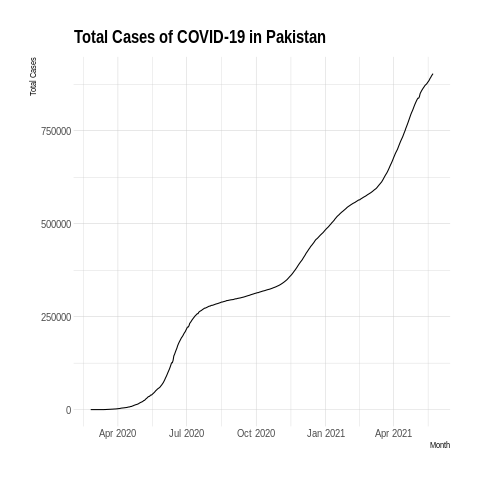 Total Cases of COVID-19 in Pakistan
Total Cases
750000
500000
250000
0
Apr 2020 Jul 2020 Oct 2020 Jan 2021 Apr 2021
Month